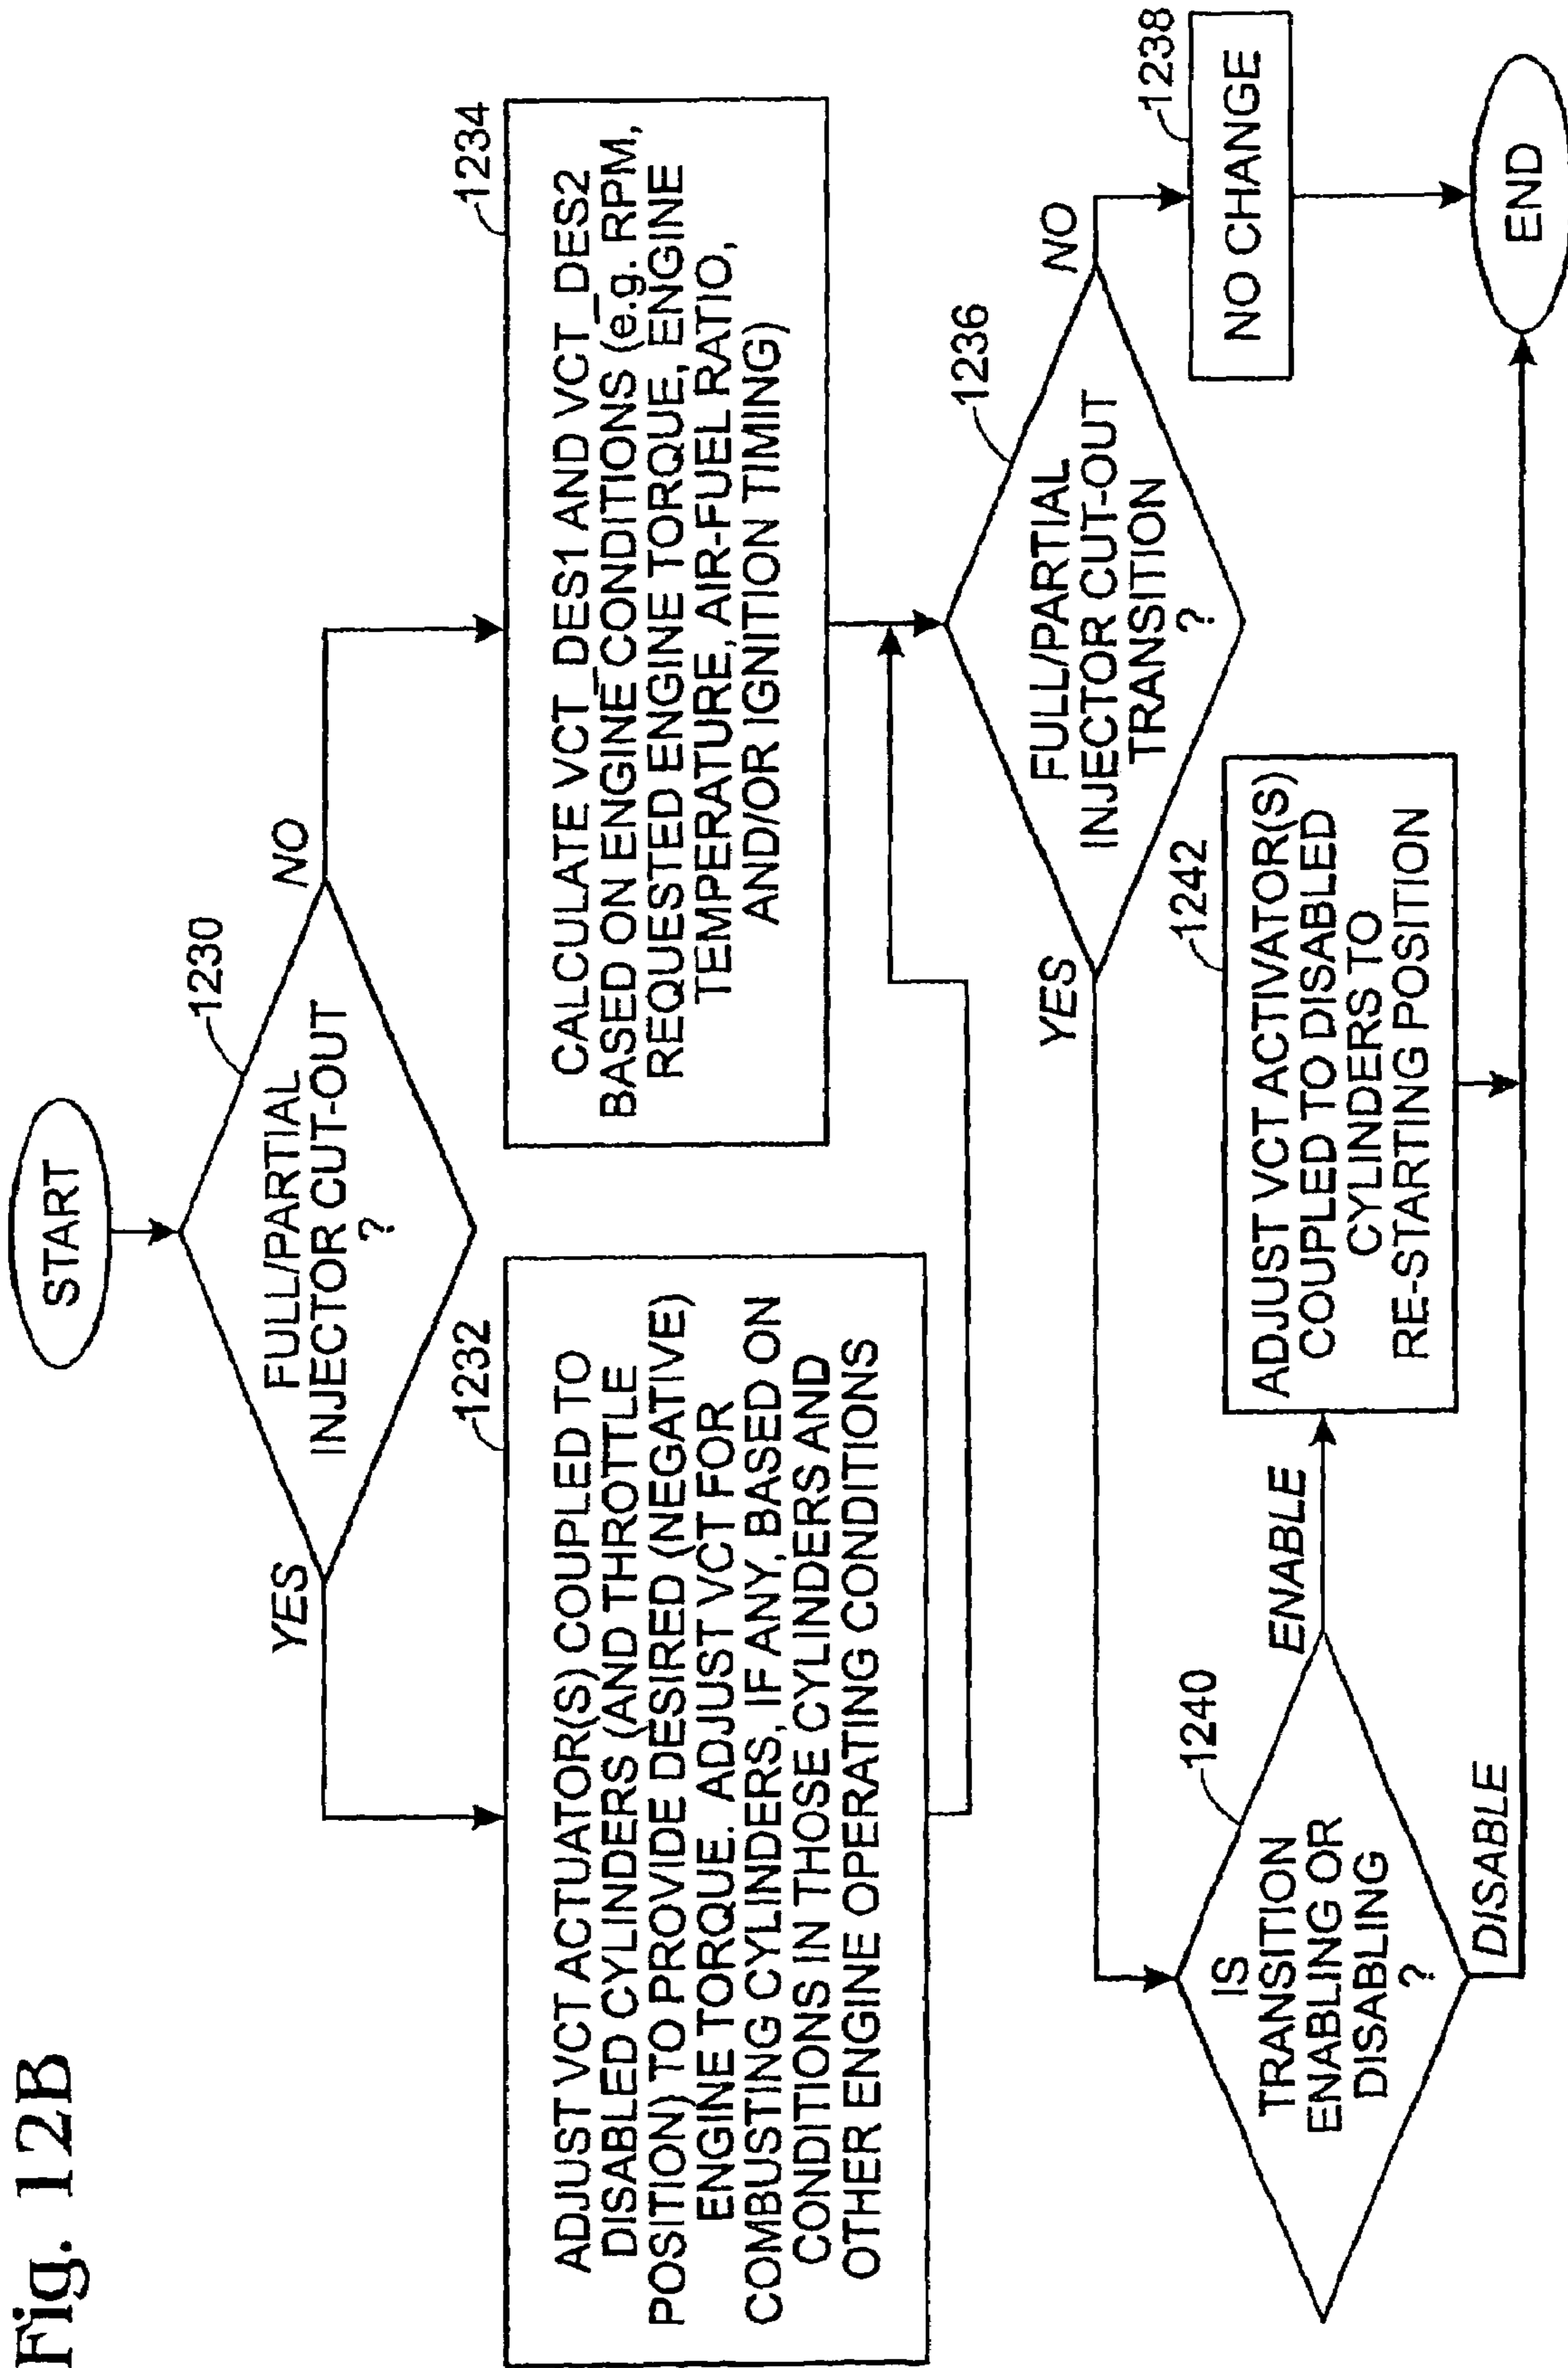 Fig. 12B
START
1230
FULL/PARTIAL
INJECTOR CUT-OUT
?
YES
NO
1232
ADJUST VCT ACTUATOR(S) COUPLED TO
DISABLED CYLINDERS (AND THROTTLE
POSITION) TO PROVIDE DESIRED (NEGATIVE)
ENGINE TORQUE. ADJUST VCT FOR
COMBUSTING CYLINDERS, IF ANY, BASED ON
CONDITIONS IN THOSE CYLINDERS AND
OTHER ENGINE OPERATING CONDITIONS
1234
CALCULATE VCT_DES1 AND VCT_DES2
BASED ON ENGINE CONDITIONS (e.g. RPM,
REQUESTED ENGINE TORQUE, ENGINE
TEMPERATURE, AIR-FUEL RATIO,
AND/OR IGNITION TIMING)
1236
FULL/PARTIAL
INJECTOR CUT-OUT
TRANSITION
?
YES
NO
1238
NO CHANGE
1240
IS
TRANSITION
ENABLING OR
DISABLING
?
ENABLE
DISABLE
1242
ADJUST VCT ACTIVATOR(S)
COUPLED TO DISABLED
CYLINDERS TO
RE-STARTING POSITION
END